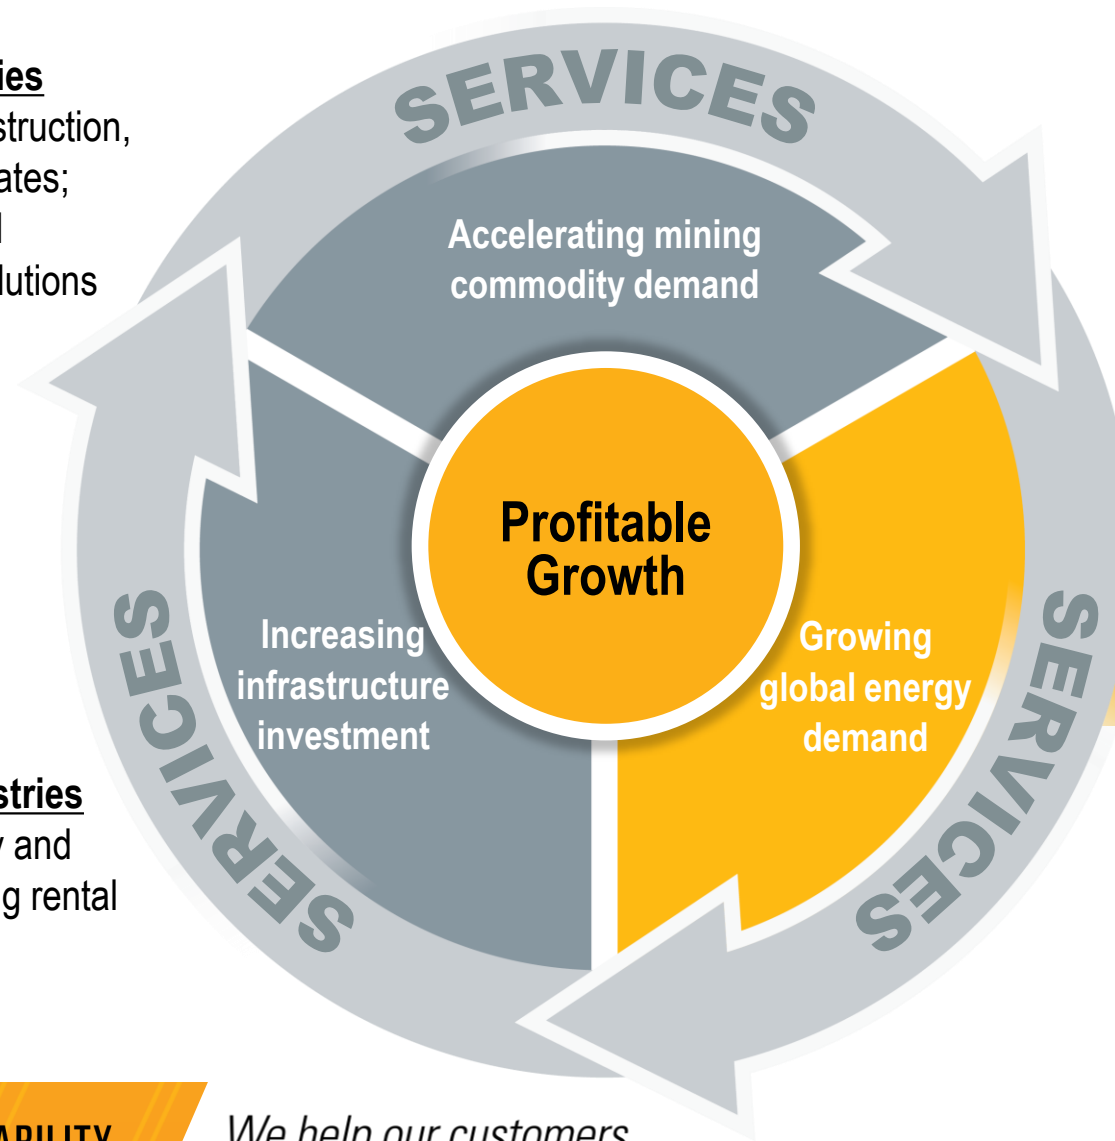 ies
struction,
ates;
lutions
SERVICES
Accelerating mining
commodity demand
Profitable
Growth
Increasing
infrastructure
investment
Growing
global energy
demand
SERVICES
SERVICES
stries
and
g rental
ABILITY
We help our customers